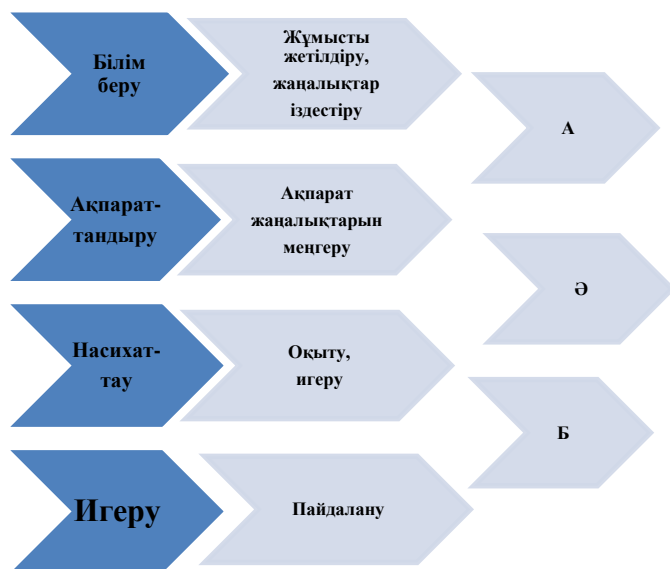 Білім
беру
Жұмысты
жетілдіру,
жаңалықтар
іздестіру
А
Ақпарат-
тандыру
Ақпарат
жаңалықтарын
меңгеру
Ә
Насихат-
тау
Оқыту,
игеру
Б
Игеру
Пайдалану